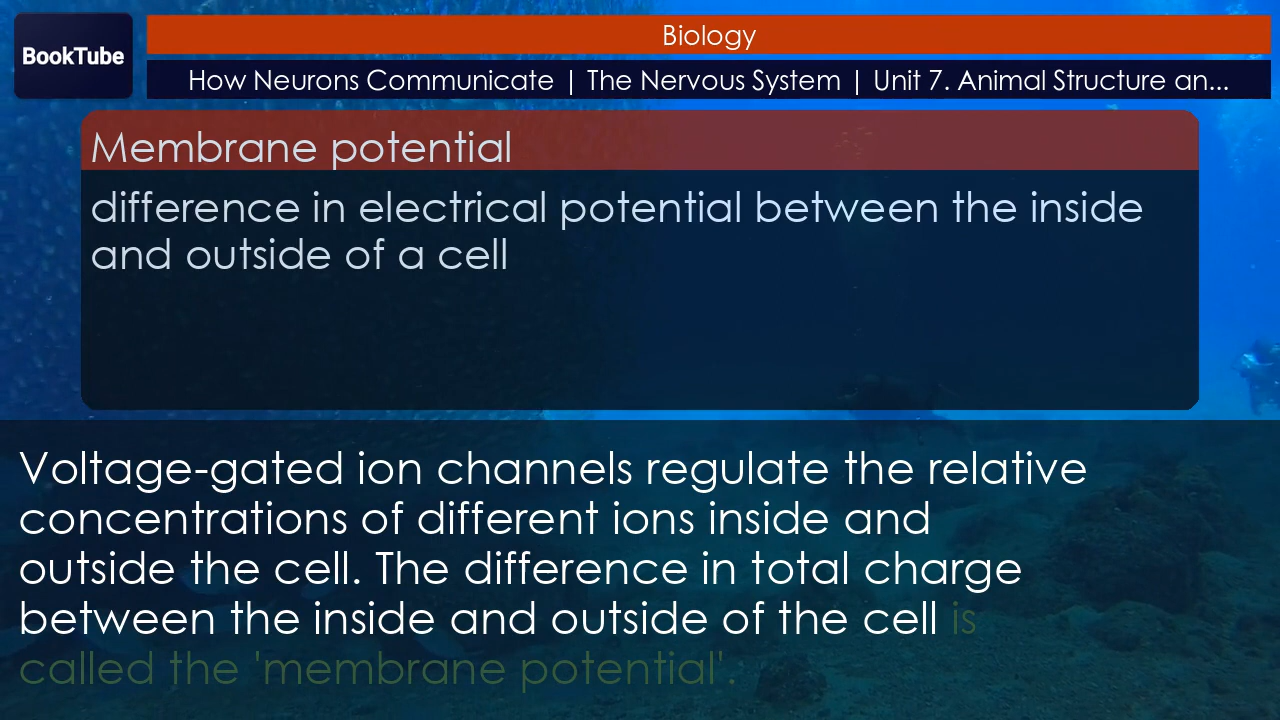 BookTube
Biology
How Neurons Communicate | The Nervous System | Unit 7. Animal Structure an...
Membrane potential
difference in electrical potential between the inside
and outside of a cell
Voltage-gated ion channels regulate the relative
concentrations of different ions inside and
outside the cell. The difference in total charge
between the inside and outside of the cell is
called the 'membrane potential'.